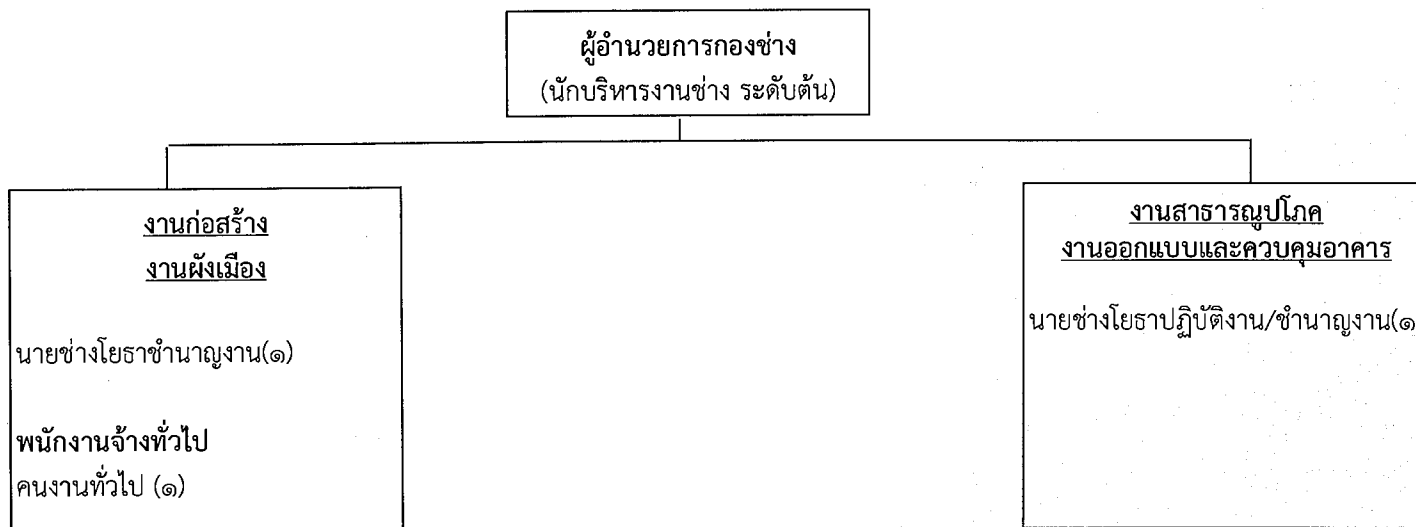 ผู้อำนวยการกองช่าง
(นักบริหารงานช่าง ระดับต้น)
งานก่อสร้าง
งานผังเมือง
นายช่างโยธาชำนาญงาน(๑)
พนักงานจ้างทั่วไป
คนงานทั่วไป (๑)
งานสาธารณูปโภค
งานออกแบบและควบคุมอาคาร
นายช่างโยธาปฏิบัติงาน/ชำนาญงาน(๑